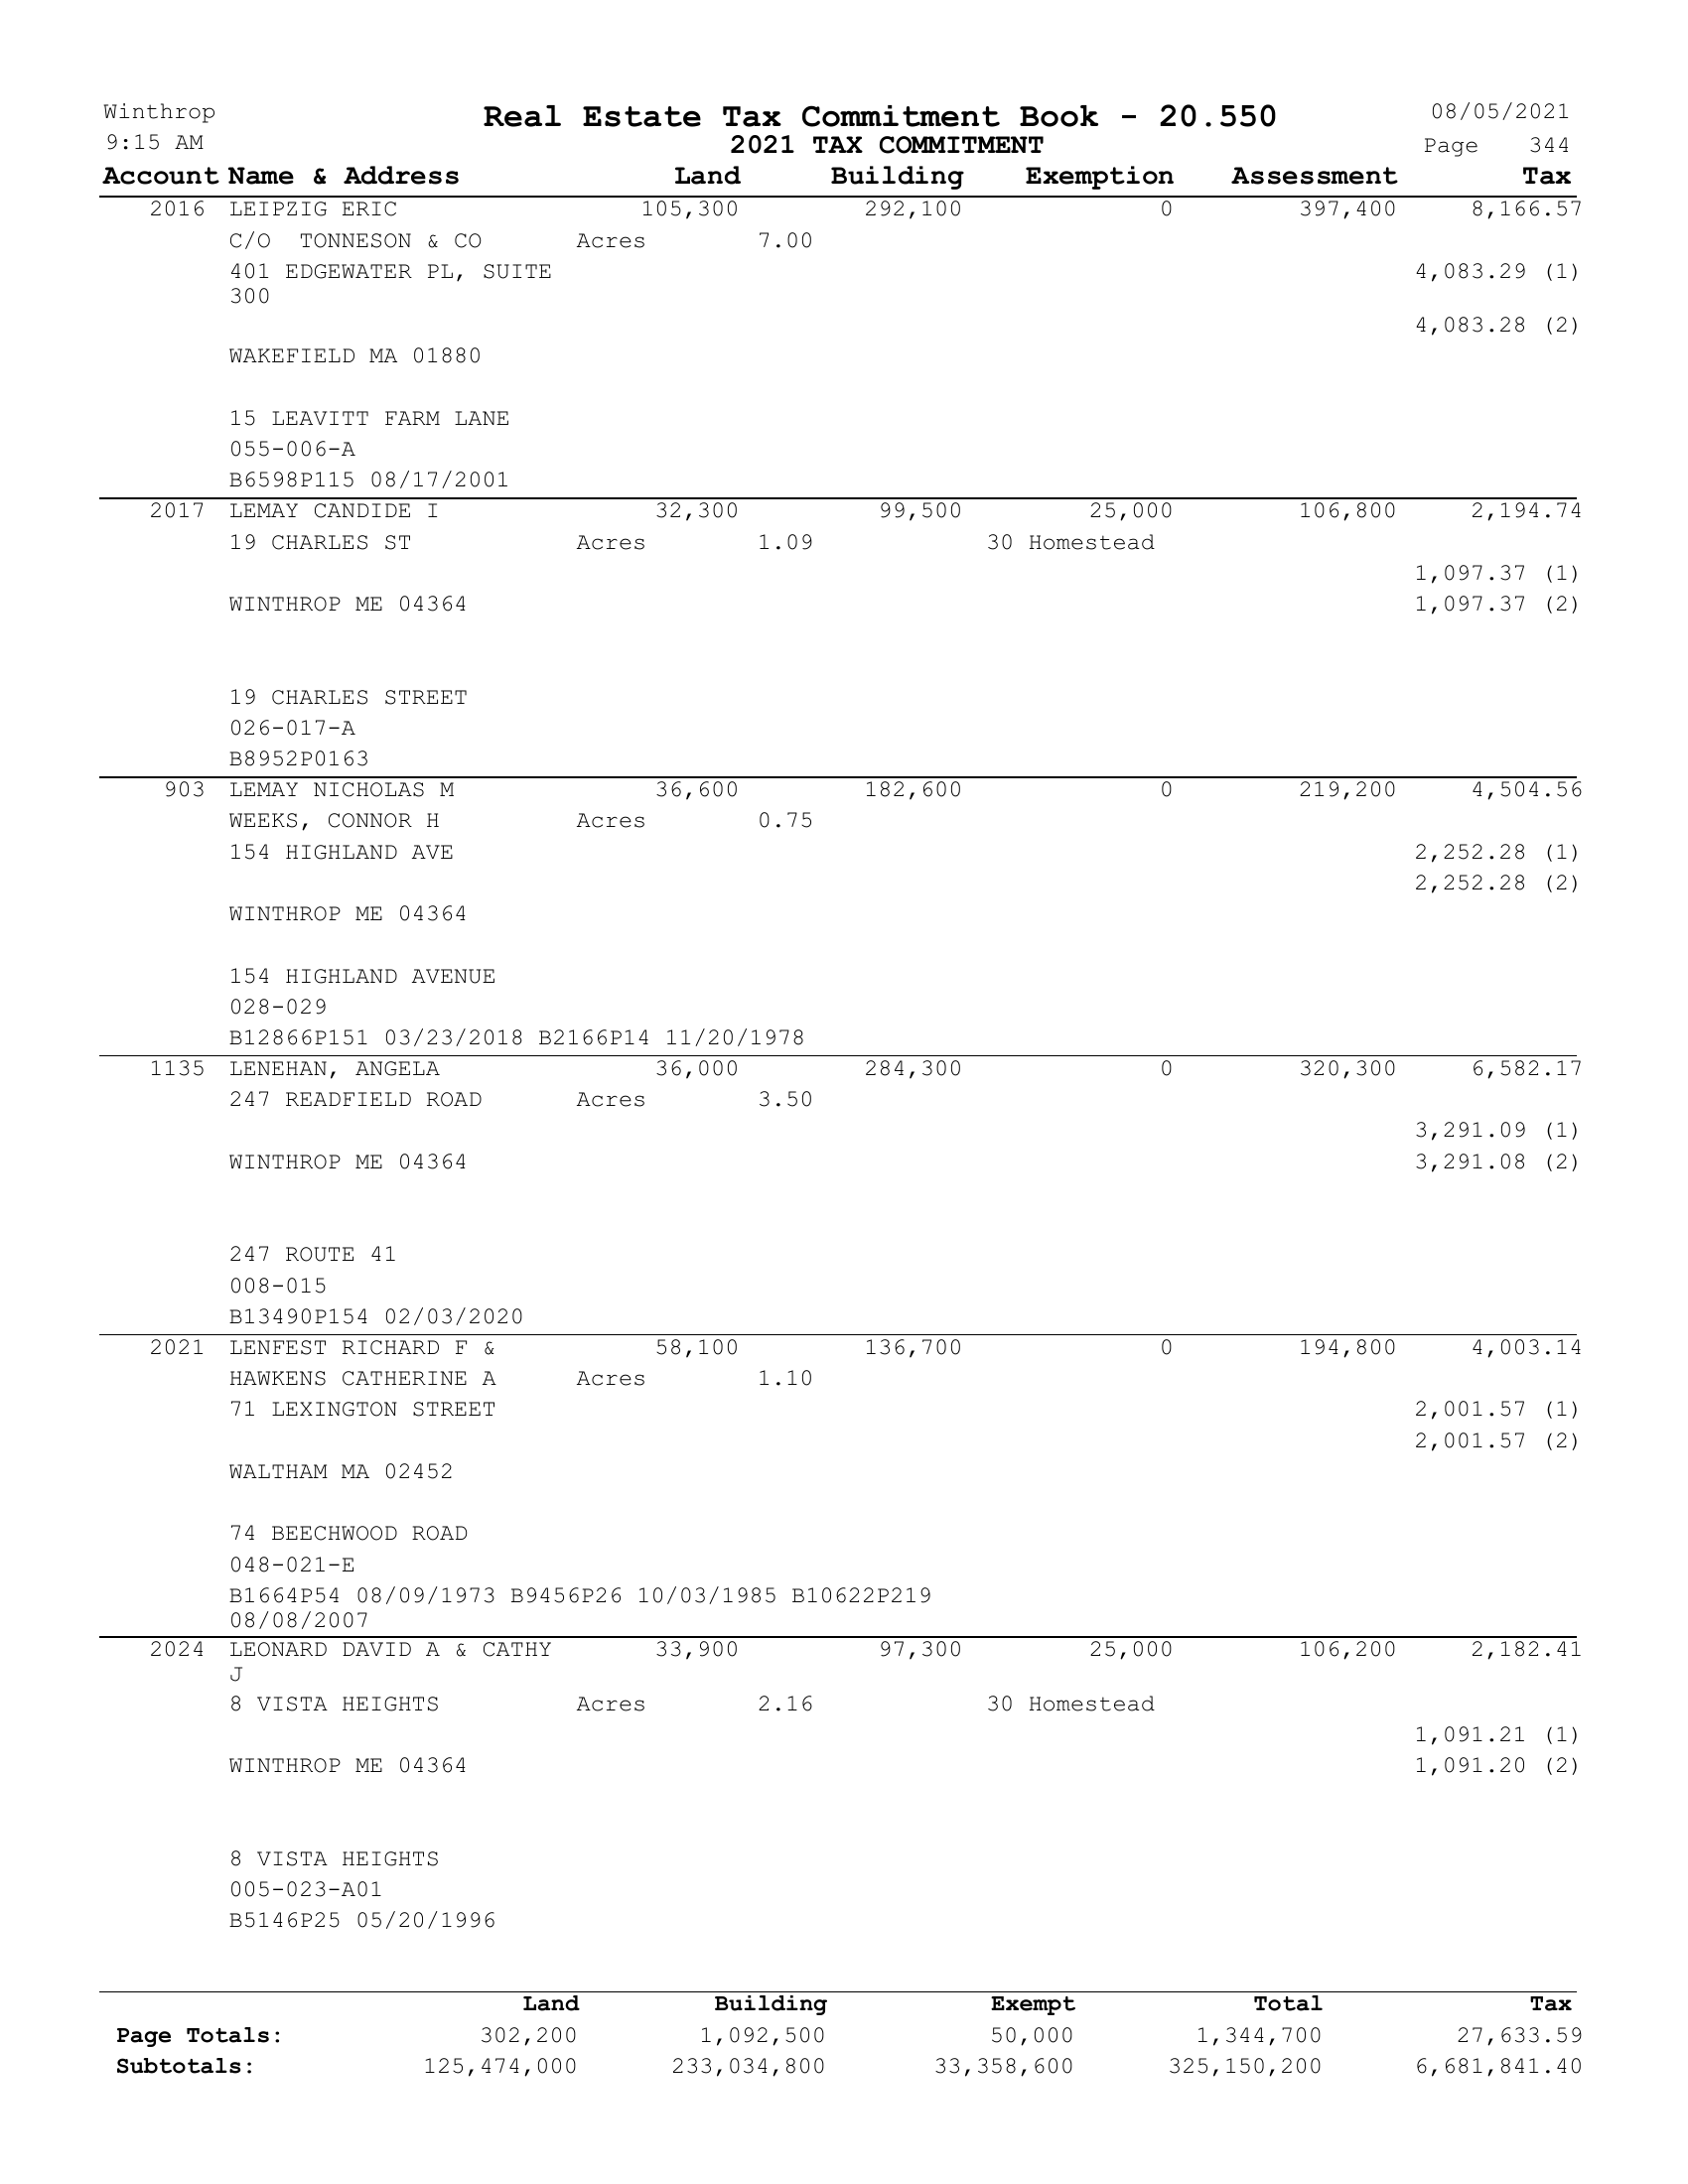 Winthrop Real Estate Tax Commitment Book - 20.550 08/05/2021
9:15 AM 2021 TAX COMMITMENT Page 344
Account Name & Address Land Building Exemption Assessment Tax
2016 LEIPZIG ERIC 105,300 292,100 0 397,400 8,166.57
C/O TONNESON & CO Acres 7.00
401 EDGEWATER PL, SUITE 4,083.29 (1)
300
4,083.28 (2)
WAKEFIELD MA 01880
15 LEAVITT FARM LANE
055-006-A
B6598P115 08/17/2001
2017 LEMAY CANDIDE I 32,300 99,500 25,000 106,800 2,194.74
19 CHARLES ST Acres 1.09 30 Homestead
1,097.37 (1)
WINTHROP ME 04364 1,097.37 (2)
19 CHARLES STREET
026-017-A
B8952P0163
903 LEMAY NICHOLAS M 36,600 182,600 0 219,200 4,504.56
WEEKS, CONNOR H Acres 0.75
154 HIGHLAND AVE 2,252.28 (1)
2,252.28 (2)
WINTHROP ME 04364
154 HIGHLAND AVENUE
028-029
B12866P151 03/23/2018 B2166P14 11/20/1978
1135 LENEHAN, ANGELA 36,000 284,300 0 320,300 6,582.17
247 READFIELD ROAD Acres 3.50
3,291.09 (1)
WINTHROP ME 04364 3,291.08 (2)
247 ROUTE 41
008-015
B13490P154 02/03/2020
2021 LENFEST RICHARD F & 58,100 136,700 0 194,800 4,003.14
HAWKENS CATHERINE A Acres 1.10
71 LEXINGTON STREET 2,001.57 (1)
2,001.57 (2)
WALTHAM MA 02452
74 BEECHWOOD ROAD
048-021-E
B1664P54 08/09/1973 B9456P26 10/03/1985 B10622P219
08/08/2007
2024 LEONARD DAVID A & CATHY 33,900 97,300 25,000 106,200 2,182.41
J
8 VISTA HEIGHTS Acres 2.16 30 Homestead
1,091.21 (1)
WINTHROP ME 04364 1,091.20 (2)
8 VISTA HEIGHTS
005-023-A01
B5146P25 05/20/1996
Land Building Exempt Total Tax
Page Totals: 302,200 1,092,500 50,000 1,344,700 27,633.59
Subtotals: 125,474,000 233,034,800 33,358,600 325,150,200 6,681,841.40